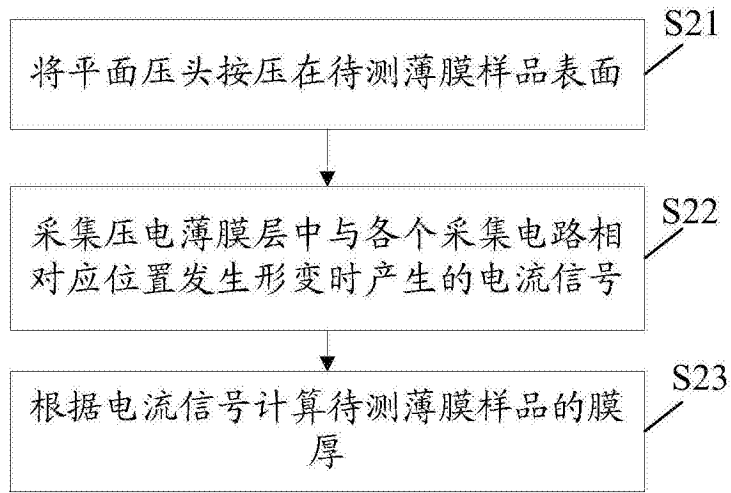 S21
将平面压头按压在待测薄膜样品表面
S22
采集压电薄膜层中与各个采集电路相
对应位置发生形变时产生的电流信号
S23
根据电流信号计算待测薄膜样品的膜
厚